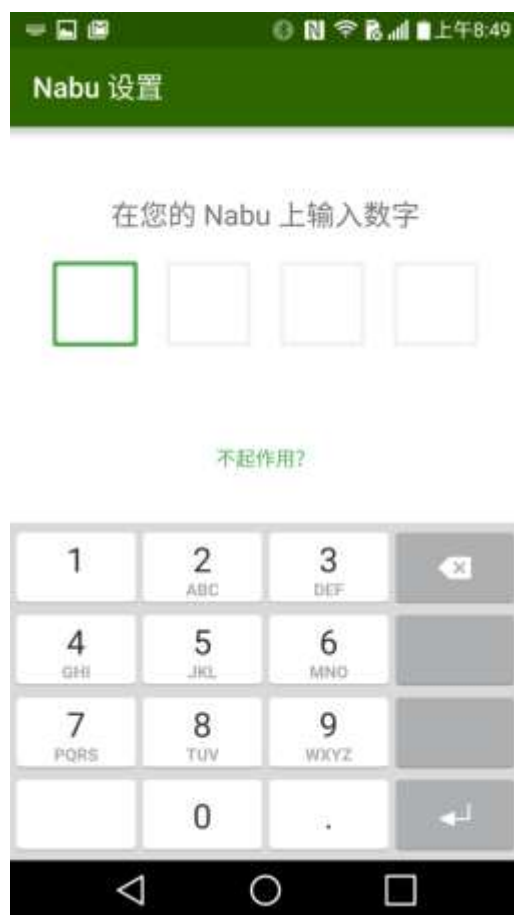 上午8:49
Nabu 设置
在您的 Nabu 上输入数字
不起作用?
1 2 3
ABC DEF
4 5 6
GHI JKL MNO
7 8 9
PQRS TUV WXYZ
0 .